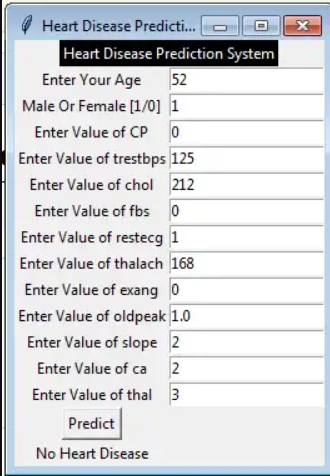 Heart Disease Predicti...
Heart Disease Prediction System
Enter Your Age 52
Male Or Female [1/0] 1
Enter Value of CP 0
Enter Value of trestbps 125
Enter Value of chol 212
Enter Value of fbs 0
Enter Value of restecg 1
Enter Value of thalach 168
Enter Value of exang 0
Enter Value of oldpeak 1.0
Enter Value of slope 2
Enter Value of ca 2
Enter Value of thal 3
Predict
No Heart Disease